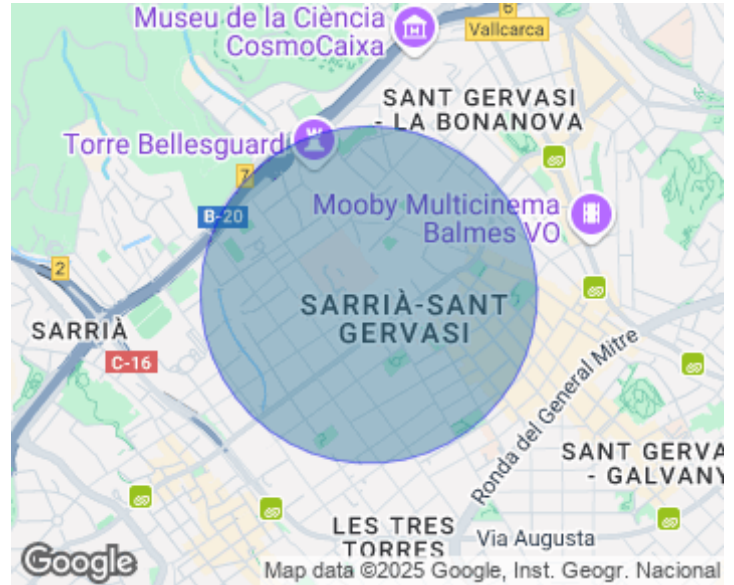 Museu de la Ciència
CosmoCaixa
6
Vallcarca
SANT GERVASI
- LA BONANOVA
Torre Bellesguard
7
B-20
Mooby Multicinema
Balmes VO
2
SARRIÀ
C-16
SARRIÀ-SANT
GERVASI
Ronda del General Mitre
SANT GERVA
- GALVANY
LES TRES
TORRES
Via Augusta
Google
Map data ©2025 Google, Inst. Geogr. Nacional